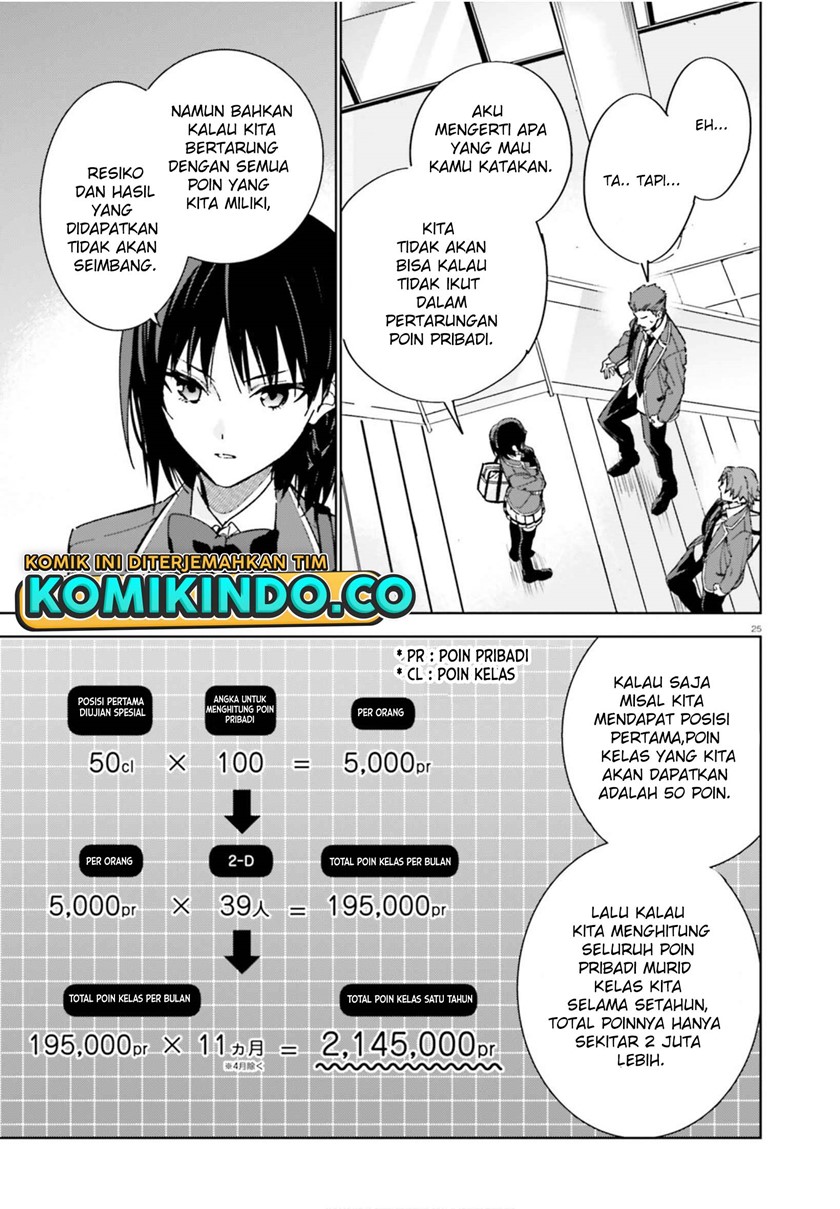 EH...
TA.. TAPI...
AKU
MENGERTI APA
YANG MAU
KAMU KATAKAN.
KITA
TIDAK AKAN
BISA KALAU
TIDAK IKUT
DALAM
PERTARUNGAN
POIN PRIBADI.
NAMUN BAHKAN
KALAU KITA
BERTARUNG
DENGAN SEMUA
POIN YANG
KITA MILIKI,
RESIKO
DAN HASIL
YANG
DIDAPATKAN
TIDAK AKAN
SEIMBANG.
KOMIK INI DITERJEMAHKAN TIM
KOMIKINDO.CO
25
KALAU SAJA
MISAL KITA
MENDAPAT POSISI
PERTAMA,POIN
KELAS YANG KITA
AKAN DAPATKAN
ADALAH 50 POIN.
LALU KALAU
KITA MENGHITUNG
SELURUH POIN
PRIBADI MURID
KELAS KITA
SELAMA SETAHUN,
TOTAL POINNYA HANYA
SEKITAR 2 JUTA
LEBIH.
* PR : POIN PRIBADI
* CL : POIN KELAS
POSISI PERTAMA
DIUJIAN SPESIAL
ANGKA UNTUK
MENGHITUNG POIN
PRIBADI
PER ORANG
50cl × 100 = 5,000pr
PER ORANG
2-D
TOTAL POIN KELAS PER BULAN
5,000pr × 39人 = 195,000pr
TOTAL POIN KELAS PER BULAN
TOTAL POIN KELAS SATU TAHUN
195,000pr × 11ヵ月 = 2,145,000pr
※4月除く